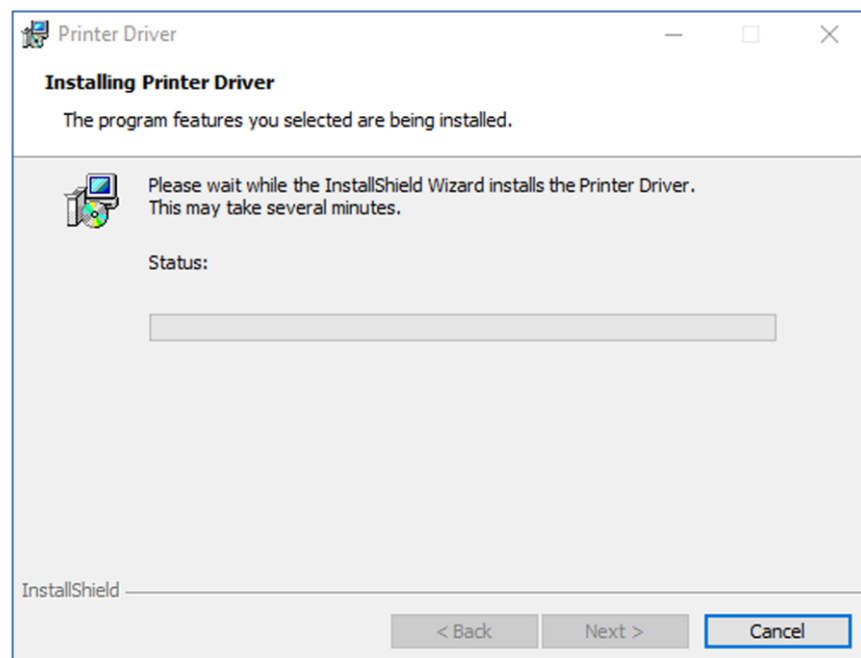 Printer Driver
Installing Printer Driver
The program features you selected are being installed.
Please wait while the InstallShield Wizard installs the Printer Driver.
This may take several minutes.
Status:
InstallShield
< Back
Next >
Cancel